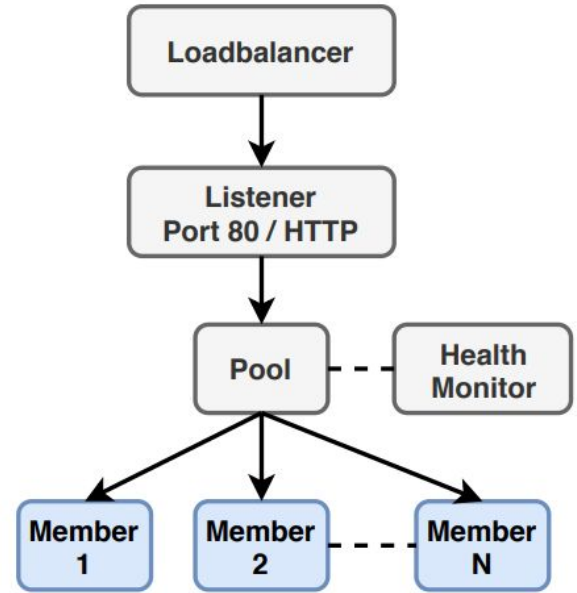 Loadbalancer
Listener
Port 80 / HTTP
Pool
Health
Monitor
Member
1
Member
2
Member
N